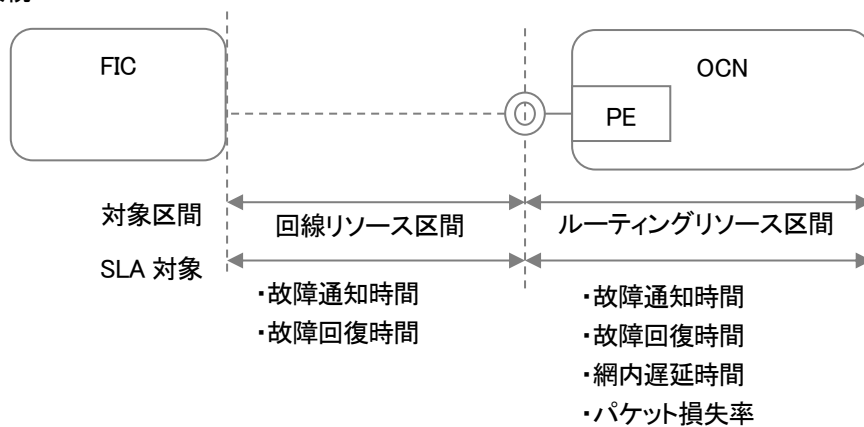 FIC
OCN
PE
対象区間
回線リソース区間
ルーティングリソース区間
SLA 対象
・故障通知時間
・故障回復時間
・故障通知時間
・故障回復時間
・網内遅延時間
・パケット損失率